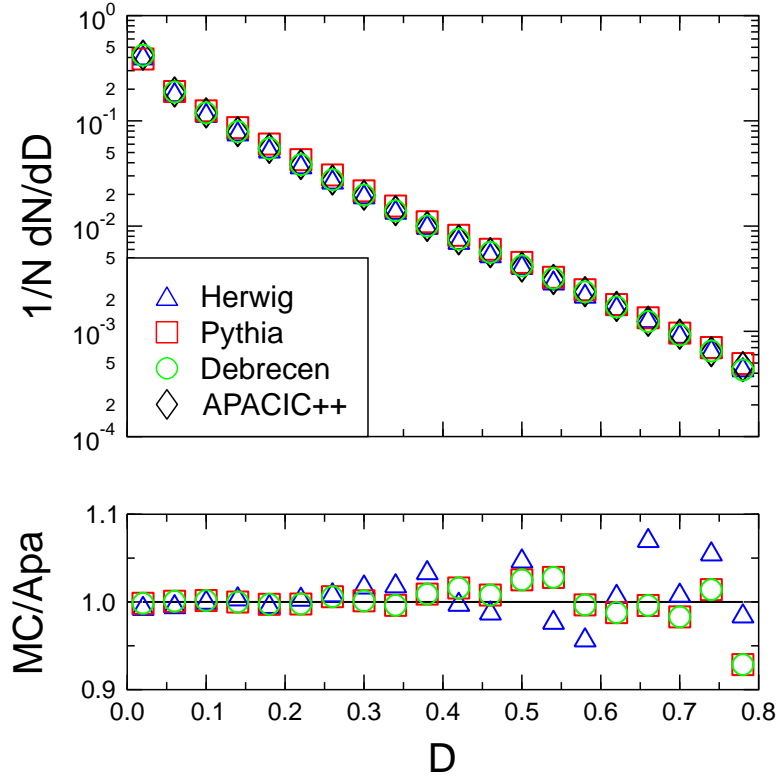 10^0
5
2
10^-1
5
2
10^-2
5
2
10^-3
5
2
10^-4
1/N dN/dD
Herwig
Pythia
Debrecen
APACIC++
1.1
1.0
0.9
MC/Apa
0.0 0.1 0.2 0.3 0.4 0.5 0.6 0.7 0.8
D